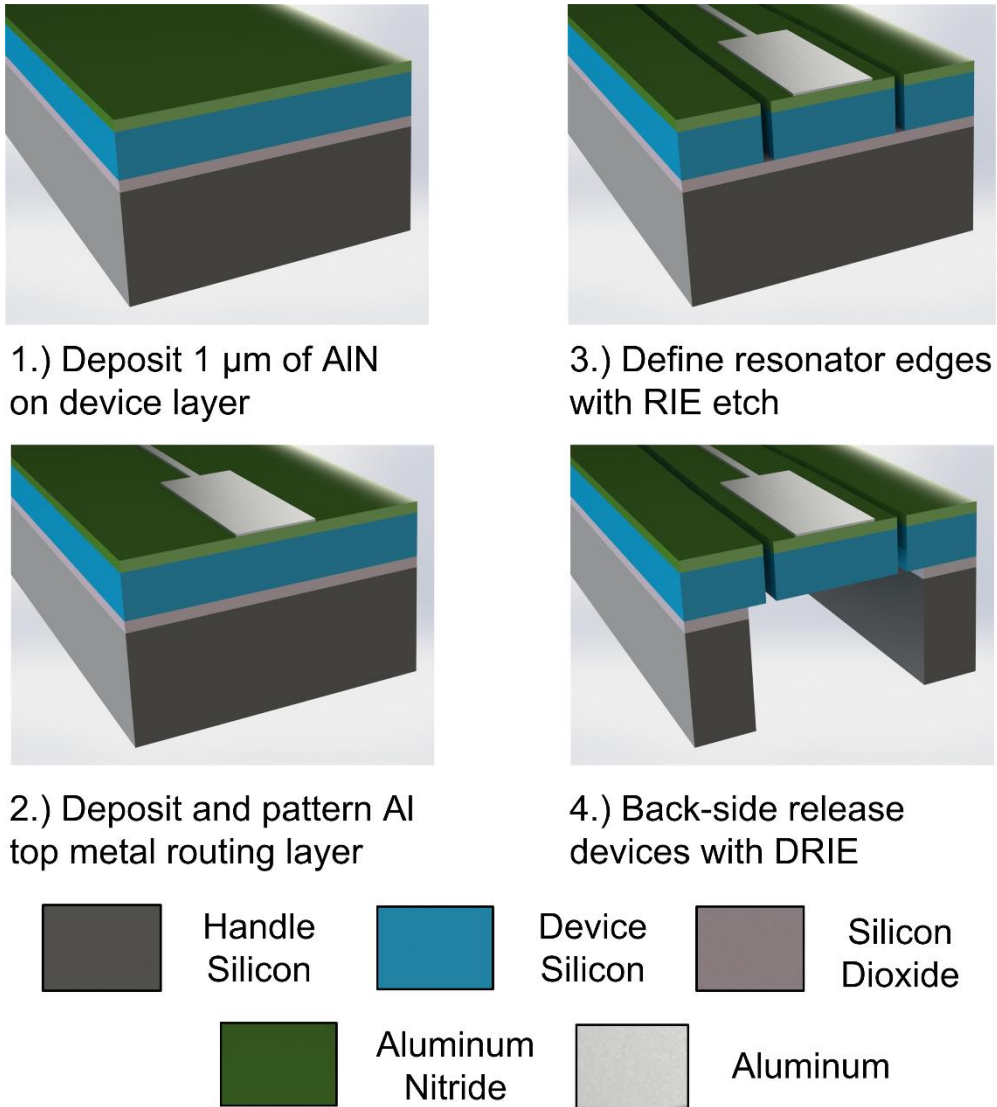 1.) Deposit 1 µm of AlN
on device layer
2.) Deposit and pattern Al
top metal routing layer
3.) Define resonator edges
with RIE etch
4.) Back-side release
devices with DRIE
Handle
Silicon
Device
Silicon
Silicon
Dioxide
Aluminum
Nitride
Aluminum